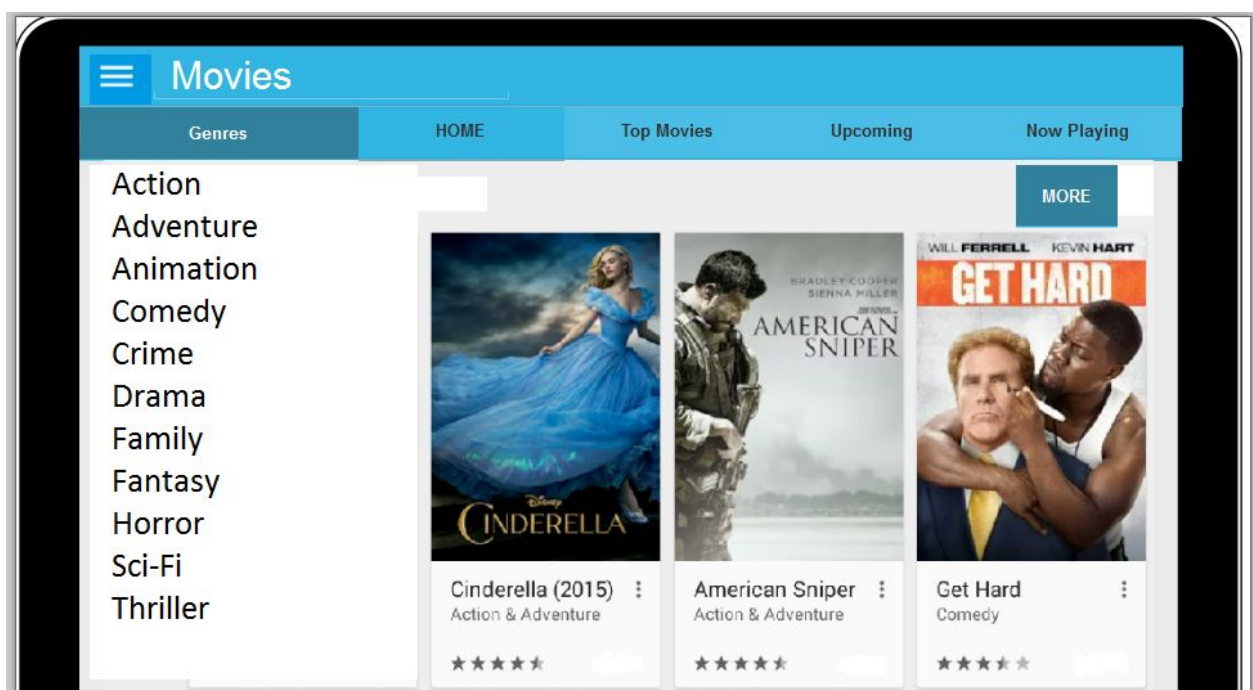 Movies
Genres HOME Top Movies Upcoming Now Playing
MORE
Action
Adventure
Animation
Comedy
Crime
Drama
Family
Fantasy
Horror
Sci-Fi
Thriller
Disney
CINDERELLA
Cinderella (2015)
Action & Adventure
BRADLEY COOPER
SIENNA MILLER
AMERICAN
SNIPER
American Sniper
Action & Adventure
WILL FERRELL KEVIN HART
GET HARD
Get Hard
Comedy